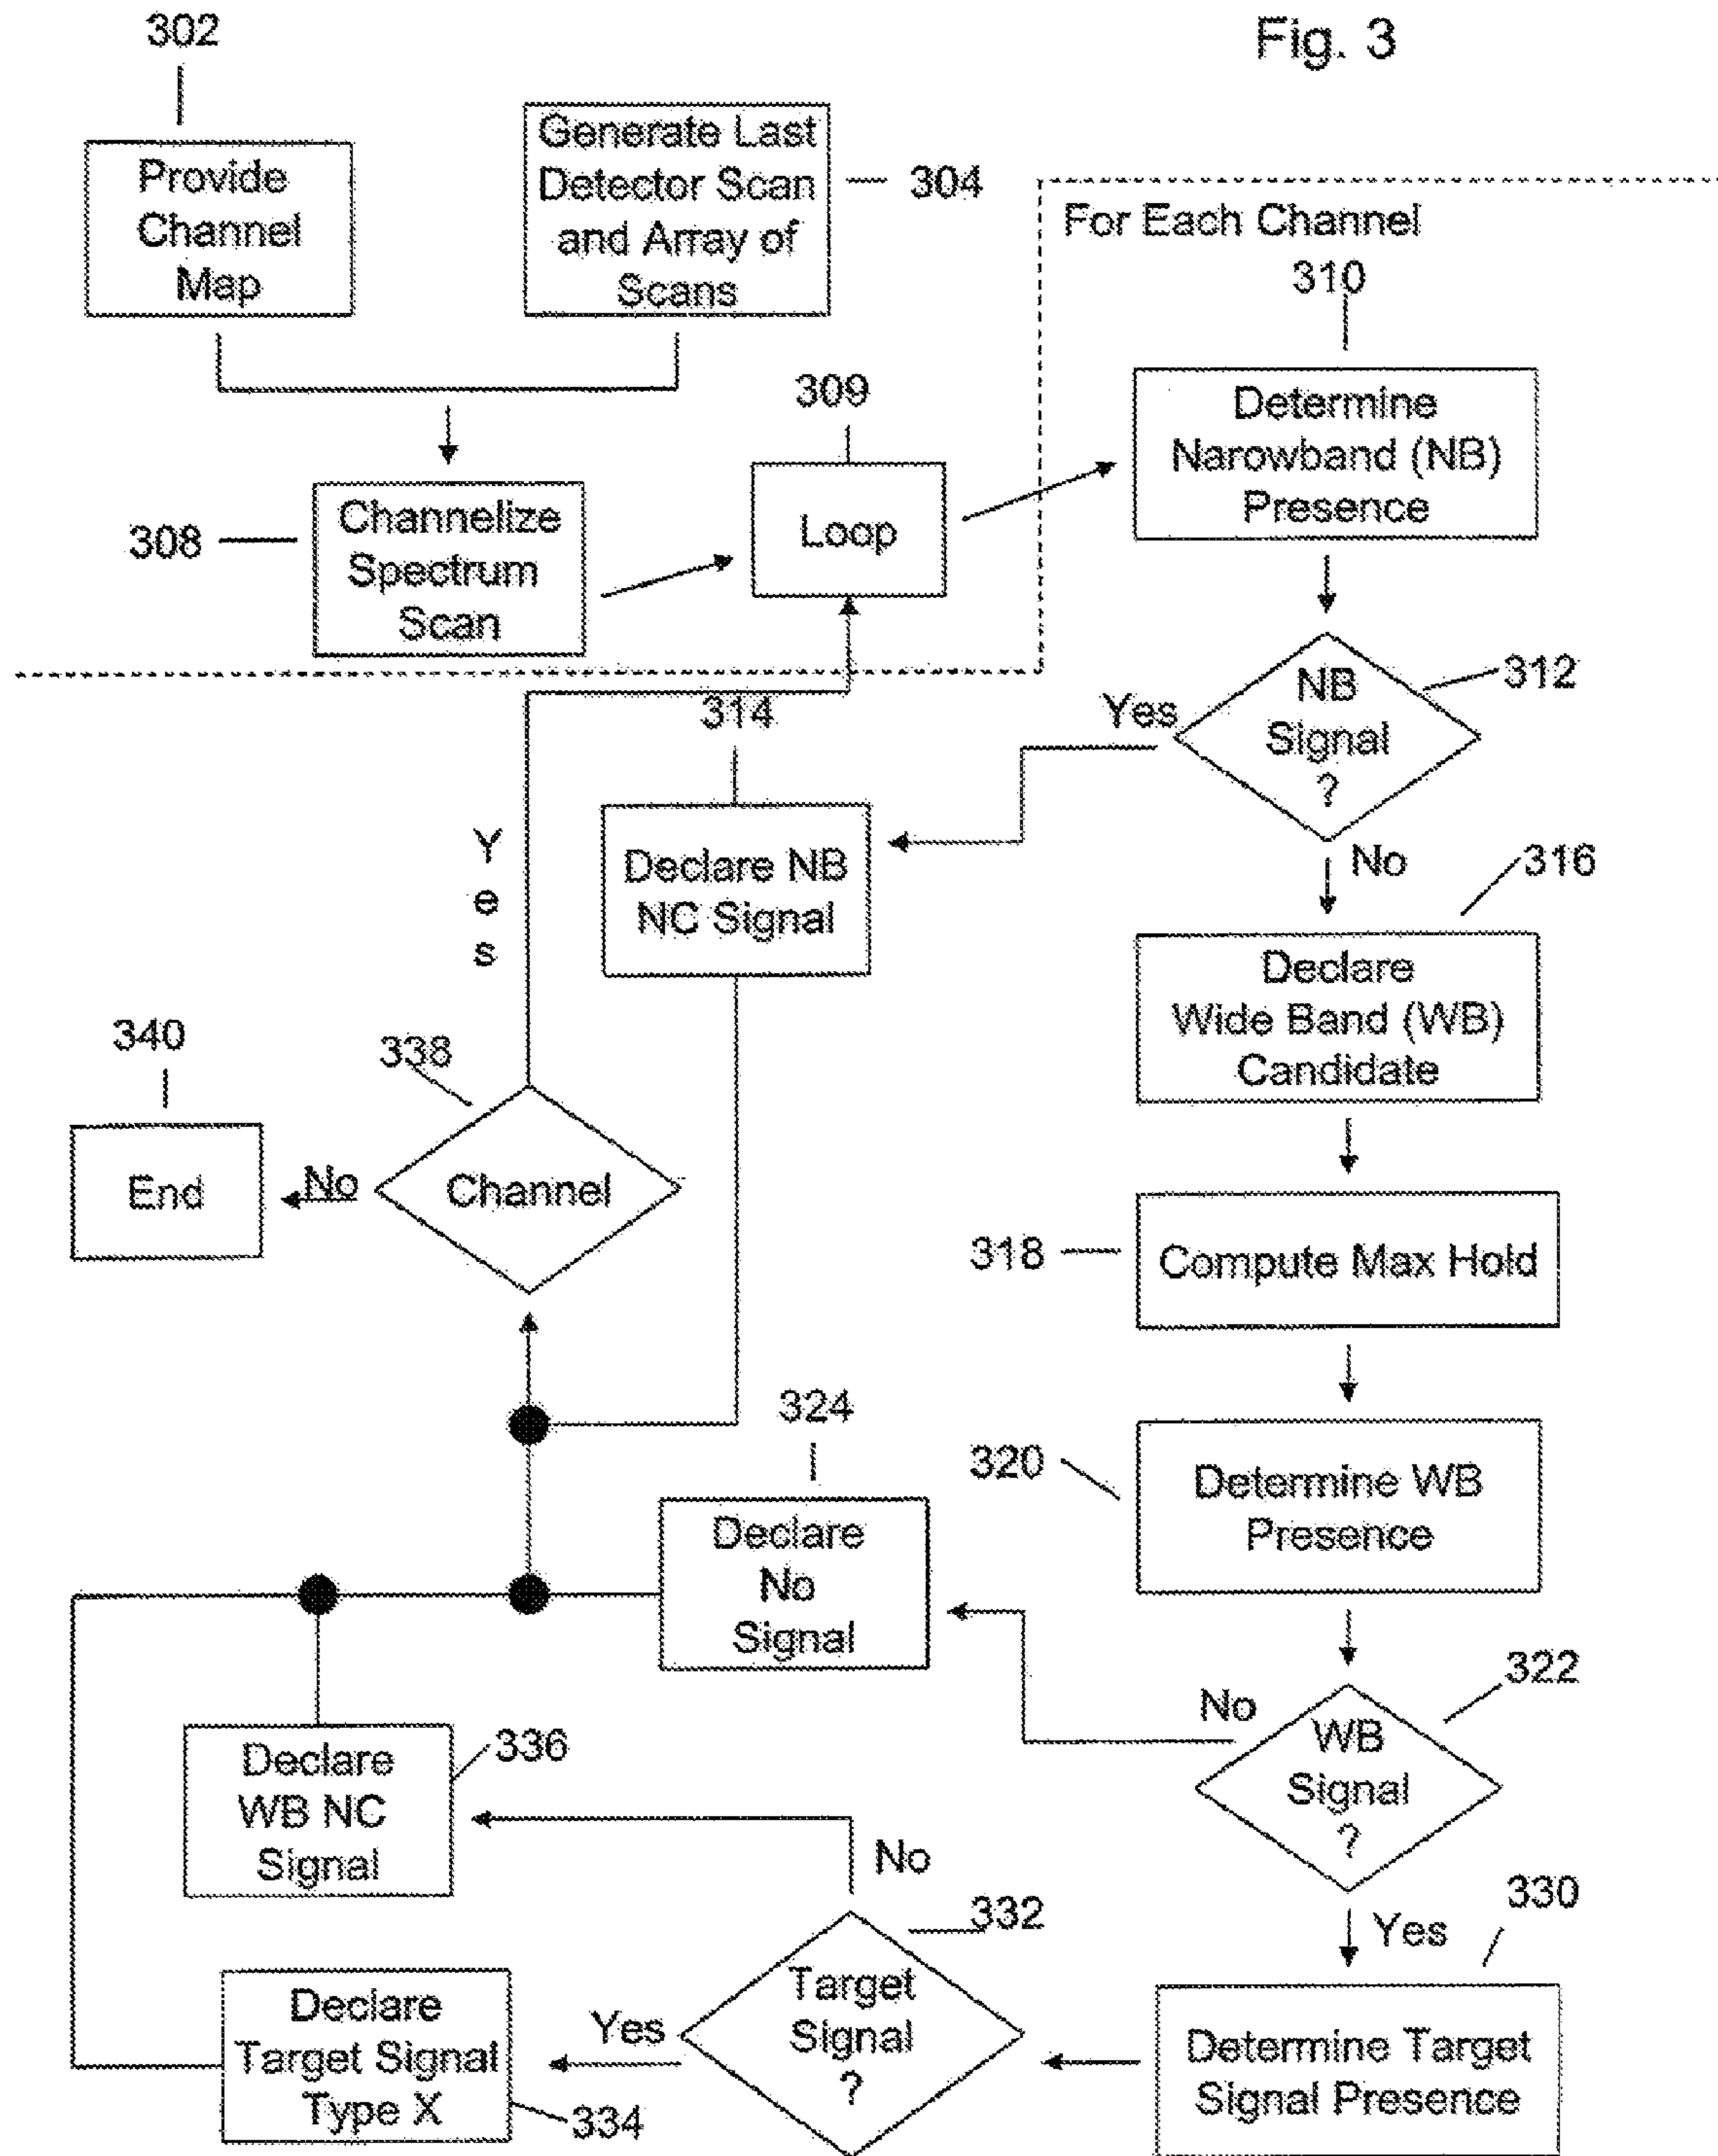 Fig. 3
302
Provide
Channel
Map
Generate Last
Detector Scan
and Array of
Scans
304
For Each Channel
310
Determine
Narowband (NB)
Presence
309
Loop
308
Channelize
Spectrum
Scan
NB
Signal
?
312
Yes
No
314
Declare NB
NC Signal
316
Declare
Wide Band (WB)
Candidate
Y
e
s
340
End
No
338
Channel
318
Compute Max Hold
320
Determine WB
Presence
324
Declare
No
Signal
322
WB
Signal
?
No
Yes
336
Declare
WB NC
Signal
No
332
Target
Signal
?
Yes
330
Determine Target
Signal Presence
Declare
Target Signal
Type X
334